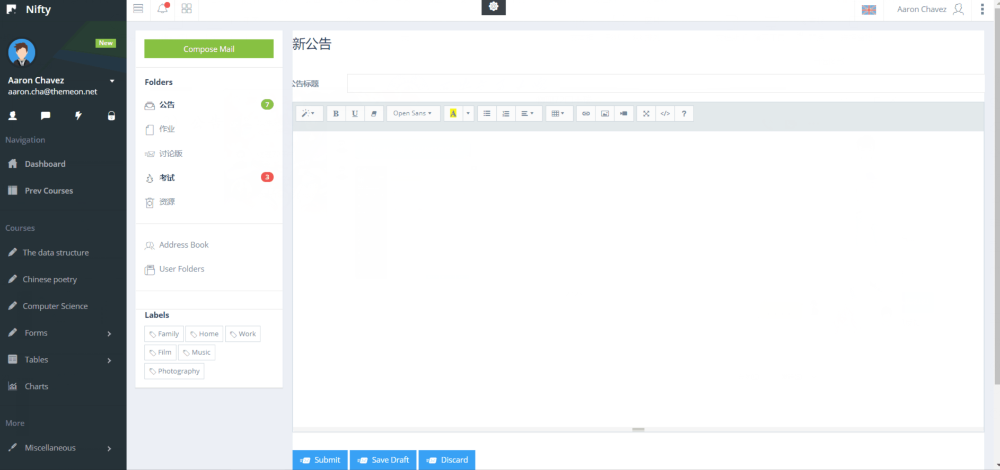 Nifty
New
Aaron Chavez
aaron.cha@themeon.net
Navigation
Dashboard
Prev Courses
Courses
The data structure
Chinese poetry
Computer Science
Forms
Tables
Charts
More
Miscellaneous
Aaron Chavez
Compose Mail
Folders
公告 7
作业
讨论版
考试 3
资源
Address Book
User Folders
Labels
Family Home Work
Film Music
Photography
新公告
公告标题
B U Open Sans A </> ?
Submit Save Draft Discard